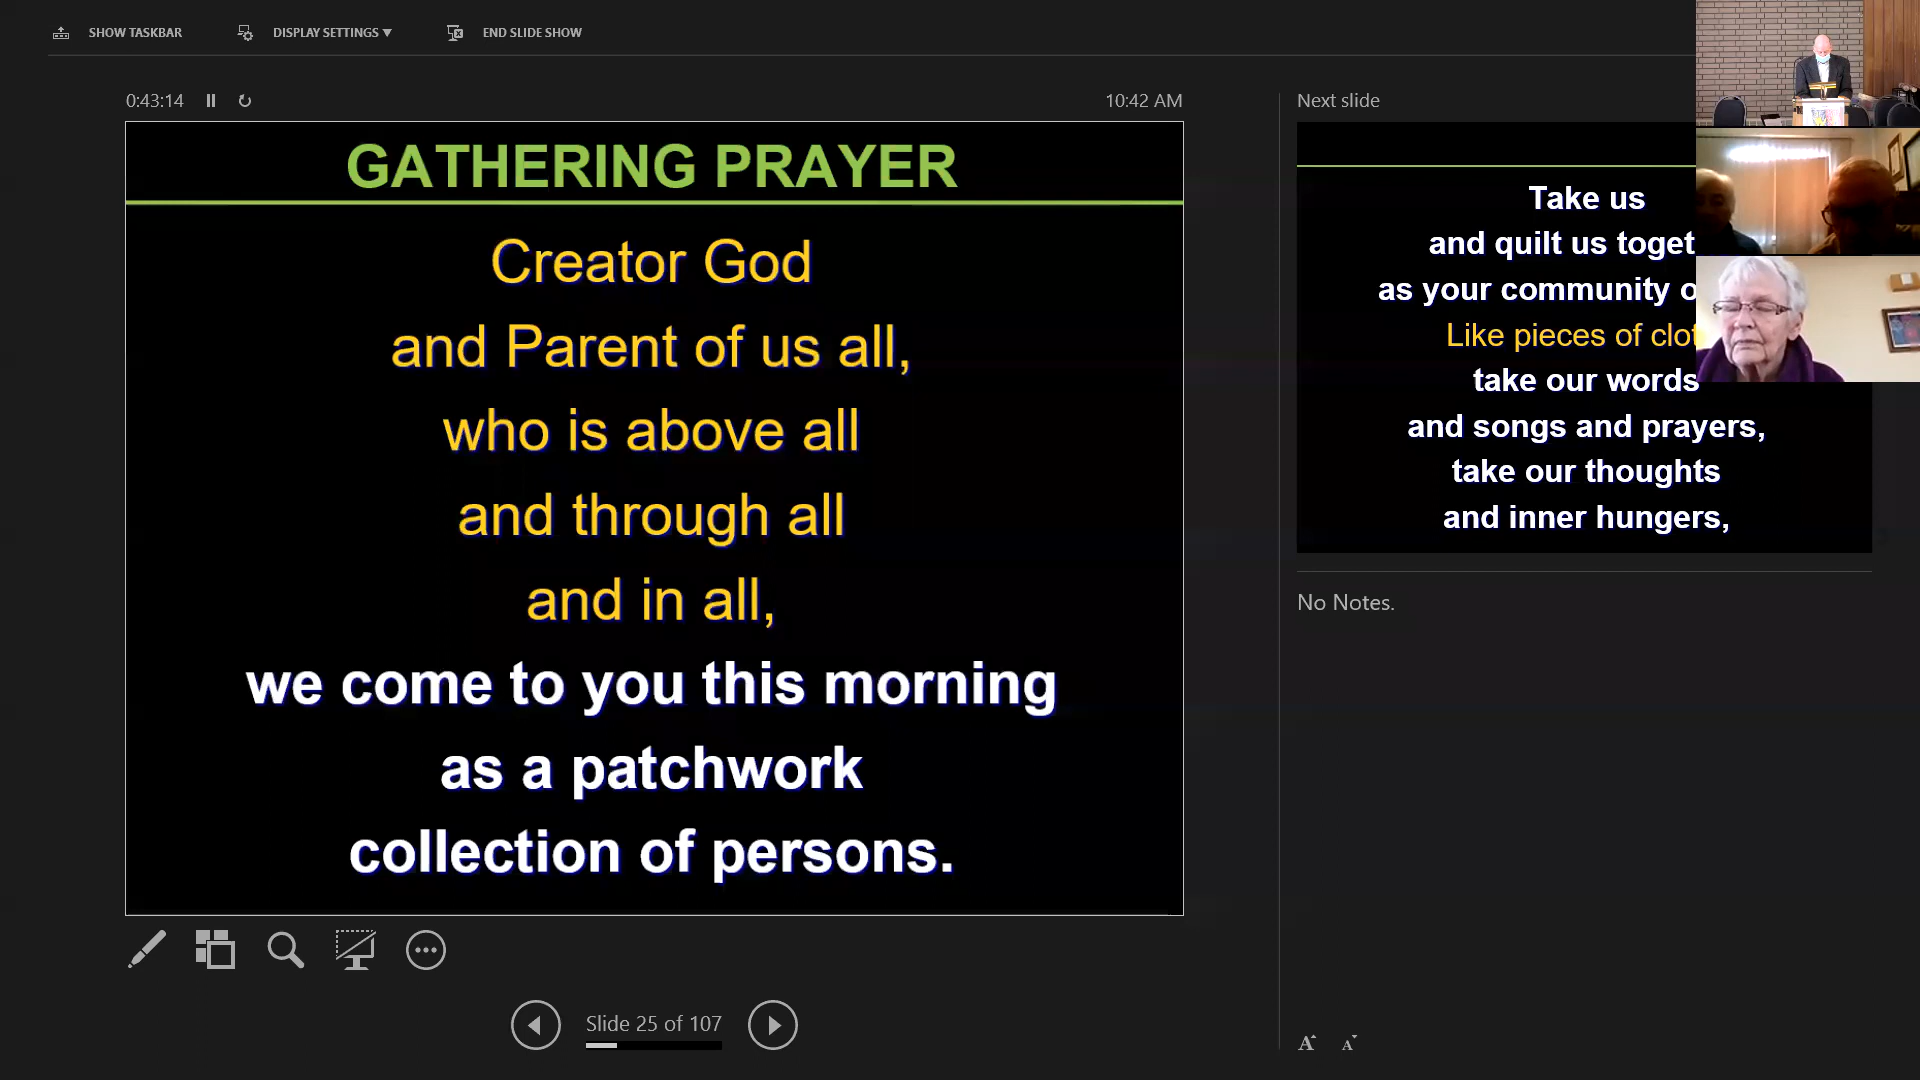 SHOW TASKBAR
DISPLAY SETTINGS ▼
END SLIDE SHOW
0:43:14
10:42 AM
GATHERING PRAYER
Creator God
and Parent of us all,
who is above all
and through all
and in all,
we come to you this morning
as a patchwork
collection of persons.
Slide 25 of 107
Next slide
Take us
and quilt us
as your community
Like pieces of
take our words
and songs and prayers,
take our thoughts
and inner hungers,
No Notes.
A A